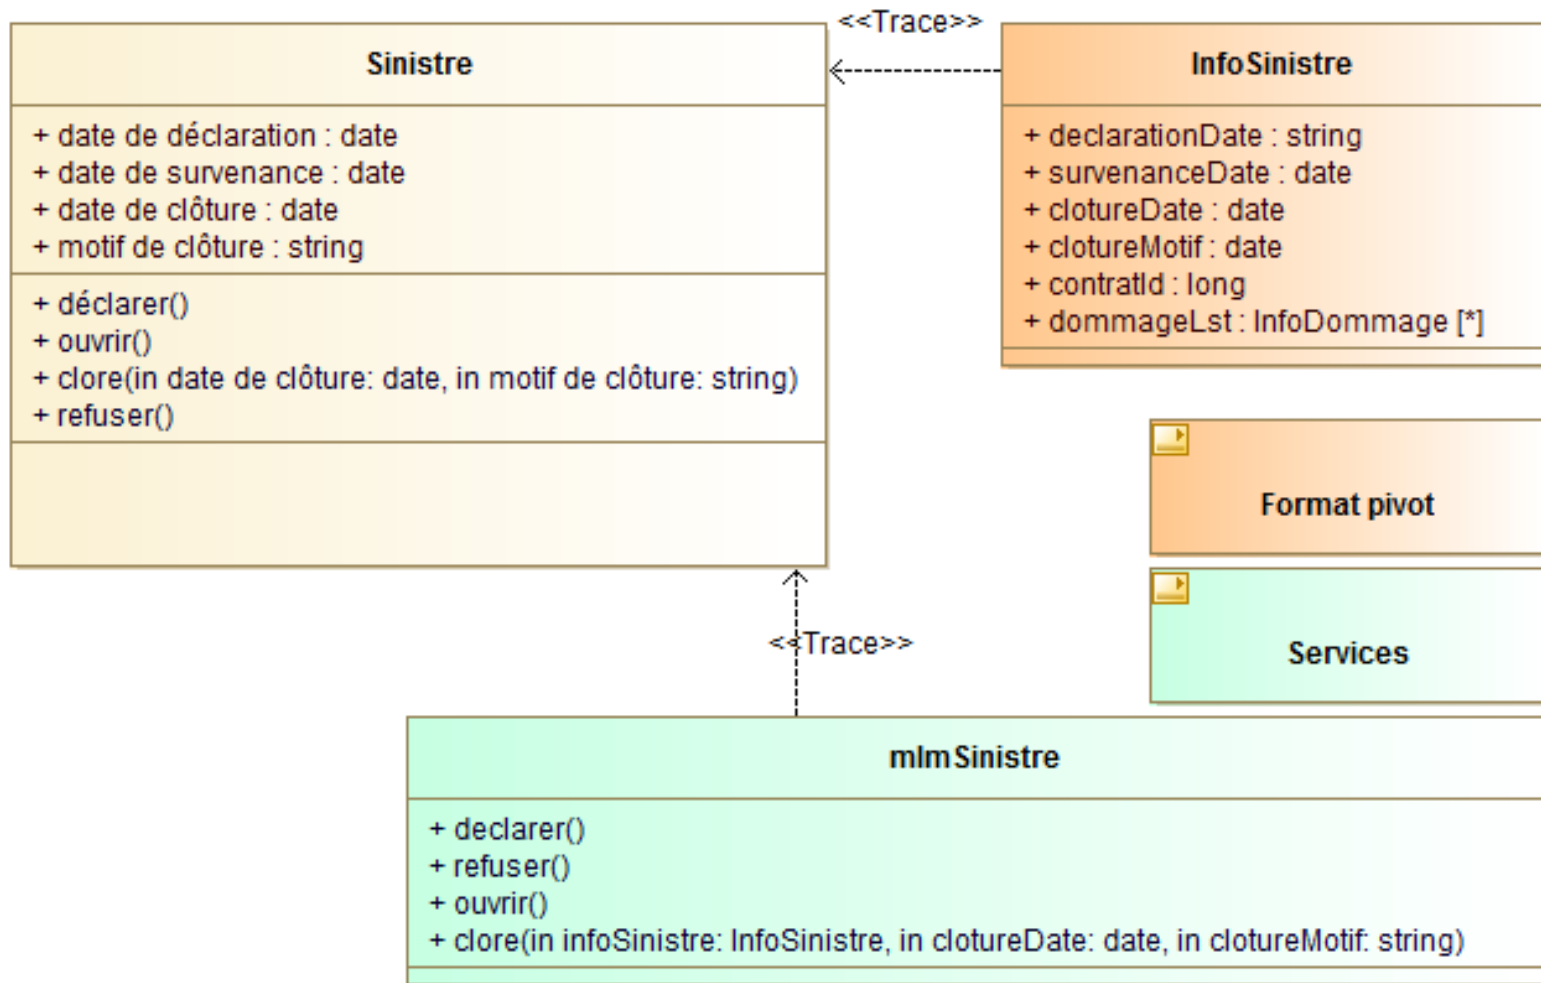 <<Trace>>
Sinistre
+ date de déclaration : date
+ date de survenance : date
+ date de clôture : date
+ motif de clôture : string
+ déclarer()
+ ouvrir()
+ clore(in date de clôture: date, in motif de clôture: string)
+ refuser()
InfoSinistre
+ declarationDate : string
+ survenanceDate : date
+ clotureDate : date
+ clotureMotif : date
+ contratId : long
+ dommageLst : InfoDommage [*]
Format pivot
Services
<<Trace>>
mImSinistre
+ declarer()
+ refuser()
+ ouvrir()
+ clore(in infoSinistre: InfoSinistre, in clotureDate: date, in clotureMotif: string)